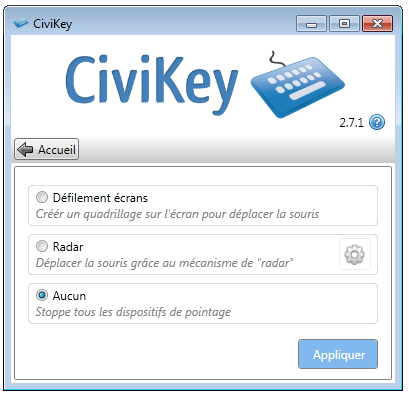 CiviKey
CiviKey
2.7.1 ?
Accueil
Défilement écrans
Créér un quadrillage sur l'écran pour déplacer la souris
Radar
Déplacer la souris grâce au mécanisme de "radar"
Aucun
Stoppe tous les dispositifs de pointage
Appliquer